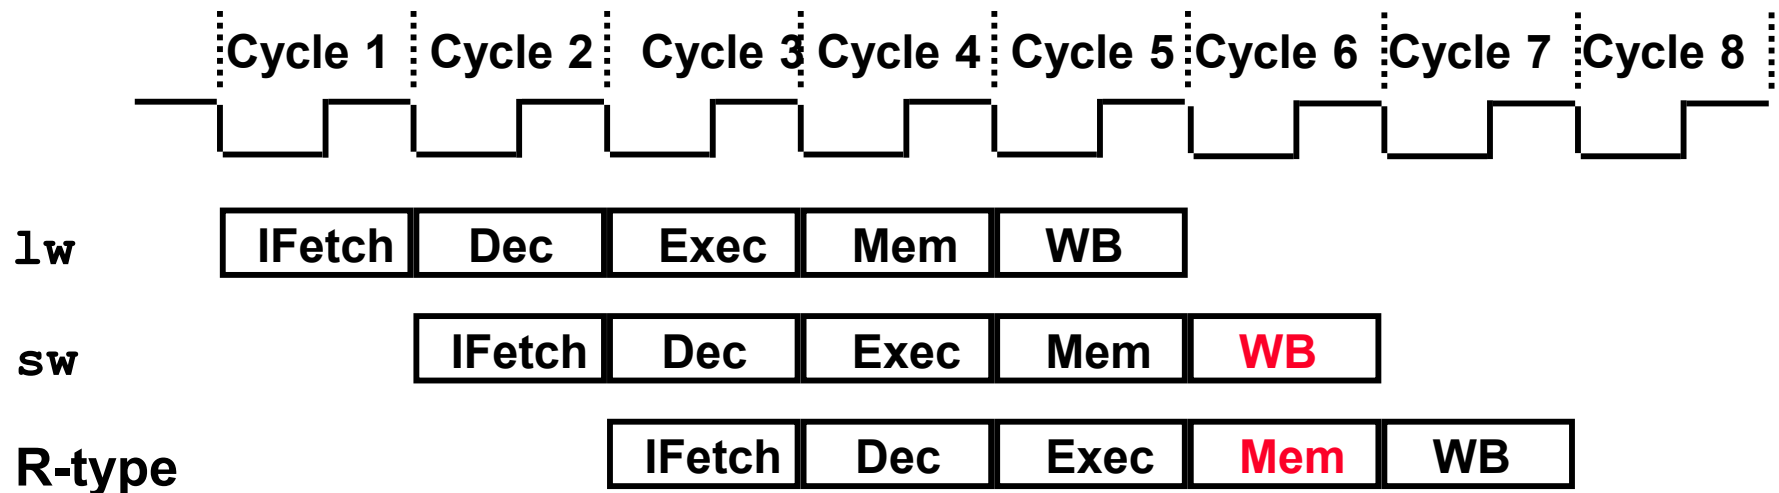 Cycle 1 Cycle 2 Cycle 3 Cycle 4 Cycle 5 Cycle 6 Cycle 7 Cycle 8
lw IFetch Dec Exec Mem WB
sw IFetch Dec Exec Mem WB
R-type IFetch Dec Exec Mem WB